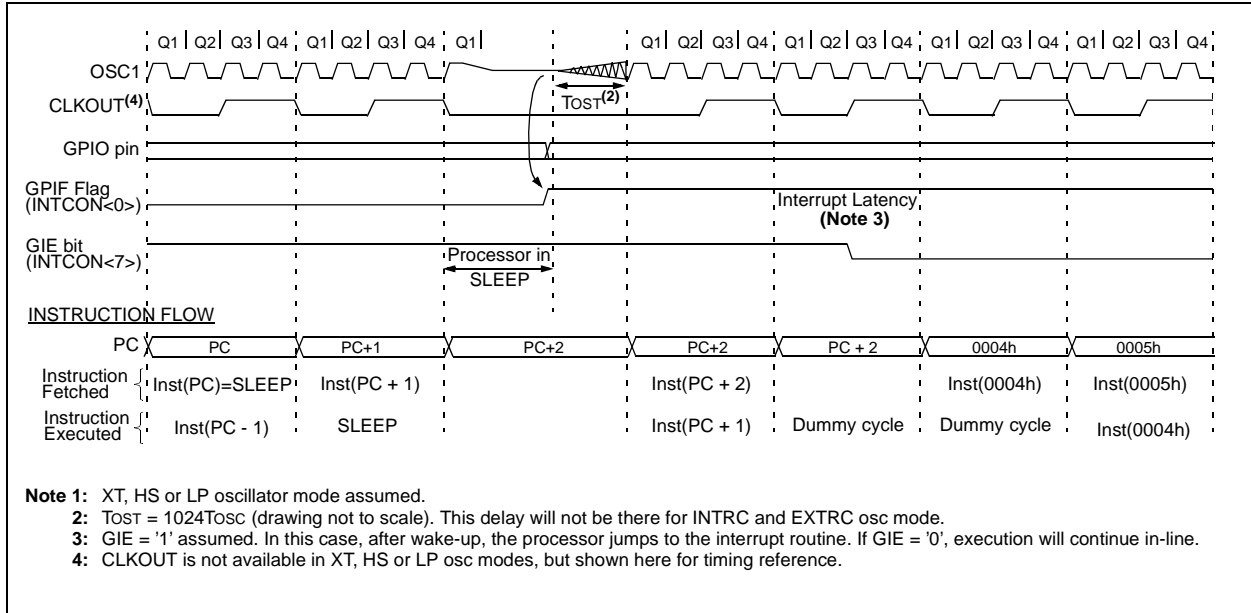 Q1 Q2 Q3 Q4 Q1 Q2 Q3 Q4 Q1 Q1 Q2 Q3 Q4 Q1 Q2 Q3 Q4 Q1 Q2 Q3 Q4 Q1 Q2 Q3 Q4
OSC1
TOST(2)
CLKOUT(4)
GPIO pin
GPIF Flag
(INTCON<0>)
Interrupt Latency
(Note 3)
GIE bit
(INTCON<7>)
Processor in
SLEEP
INSTRUCTION FLOW
PC PC PC+1 PC+2 PC+2 PC + 2 0004h 0005h
Instruction
Fetched
Inst(PC)=SLEEP Inst(PC + 1) Inst(PC + 2) Inst(0004h) Inst(0005h)
Instruction
Executed
Inst(PC - 1) SLEEP Inst(PC + 1) Dummy cycle Dummy cycle Inst(0004h)
Note 1: XT, HS or LP oscillator mode assumed.
2: TOST = 1024TOSC (drawing not to scale). This delay will not be there for INTRC and EXTRC osc mode.
3: GIE = '1' assumed. In this case, after wake-up, the processor jumps to the interrupt routine. If GIE = '0', execution will continue in-line.
4: CLKOUT is not available in XT, HS or LP osc modes, but shown here for timing reference.